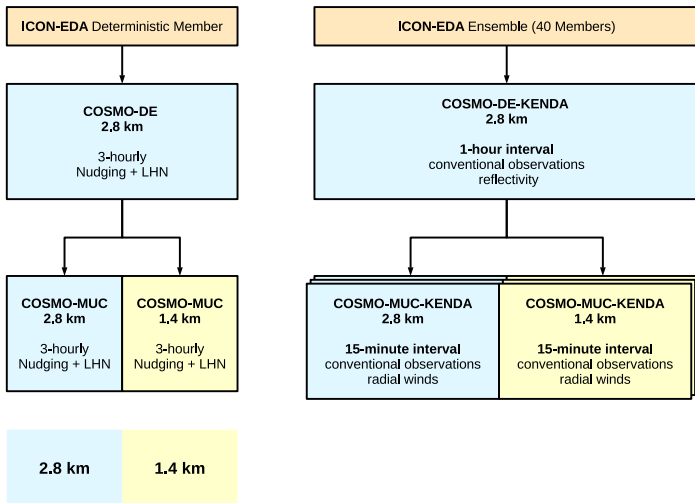 ICON-EDA Deterministic Member
COSMO-DE
2.8 km
3-hourly
Nudging + LHN
COSMO-MUC
2.8 km
3-hourly
Nudging + LHN
COSMO-MUC
1.4 km
3-hourly
Nudging + LHN
2.8 km
1.4 km
ICON-EDA Ensemble (40 Members)
COSMO-DE-KENDA
2.8 km
1-hour interval
conventional observations
reflectivity
COSMO-MUC-KENDA
2.8 km
15-minute interval
conventional observations
radial winds
COSMO-MUC-KENDA
1.4 km
15-minute interval
conventional observations
radial winds